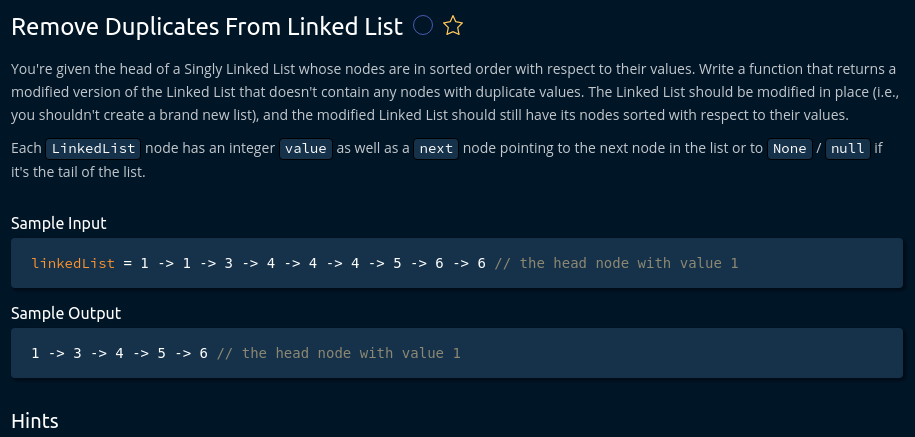 Remove Duplicates From Linked List
You're given the head of a Singly Linked List whose nodes are in sorted order with respect to their values. Write a function that returns a
modified version of the Linked List that doesn't contain any nodes with duplicate values. The Linked List should be modified in place (i.e.,
you shouldn't create a brand new list), and the modified Linked List should still have its nodes sorted with respect to their values.
Each LinkedList node has an integer value as well as a next node pointing to the next node in the list or to None / null if
it's the tail of the list.
Sample Input
linkedList = 1 -> 1 -> 3 -> 4 -> 4 -> 4 -> 5 -> 6 -> 6 // the head node with value 1
Sample Output
1 -> 3 -> 4 -> 5 -> 6 // the head node with value 1
Hints